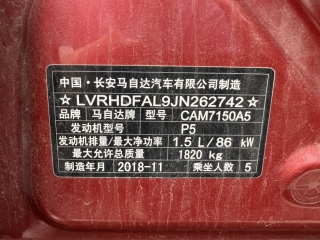 中国·长安马自达汽车有限公司制造
☆LVRHDFAL9JN262742☆
品牌 马自达牌 型号 CAM7150A5
发动机型号 P5
发动机排量/最大净功率 1.5 L/86 kW
最大允许总质量 1820 kg
制造年月 2018-11 乘坐人数 5